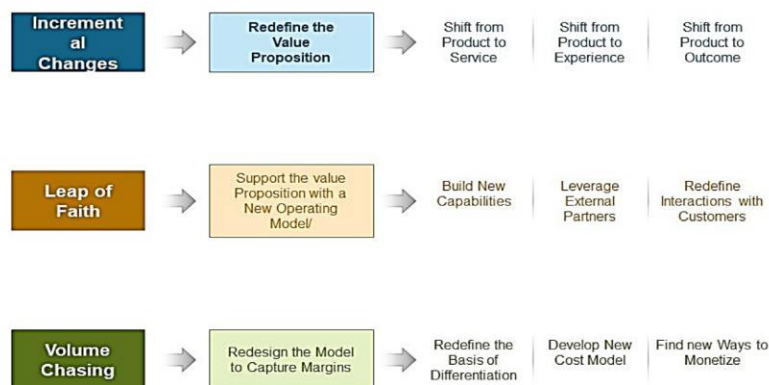 Increment
al
Changes
Redefine the
Value
Proposition
Shift from
Product to
Service
Shift from
Product to
Experience
Shift from
Product to
Outcome
Leap of
Faith
Support the value
Proposition with a
New Operating
Model/
Build New
Capabilities
Leverage
External
Partners
Redefine
Interactions with
Customers
Volume
Chasing
Redesign the Model
to Capture Margins
Redefine the
Basis of
Differentiation
Develop New
Cost Model
Find new Ways to
Monetize